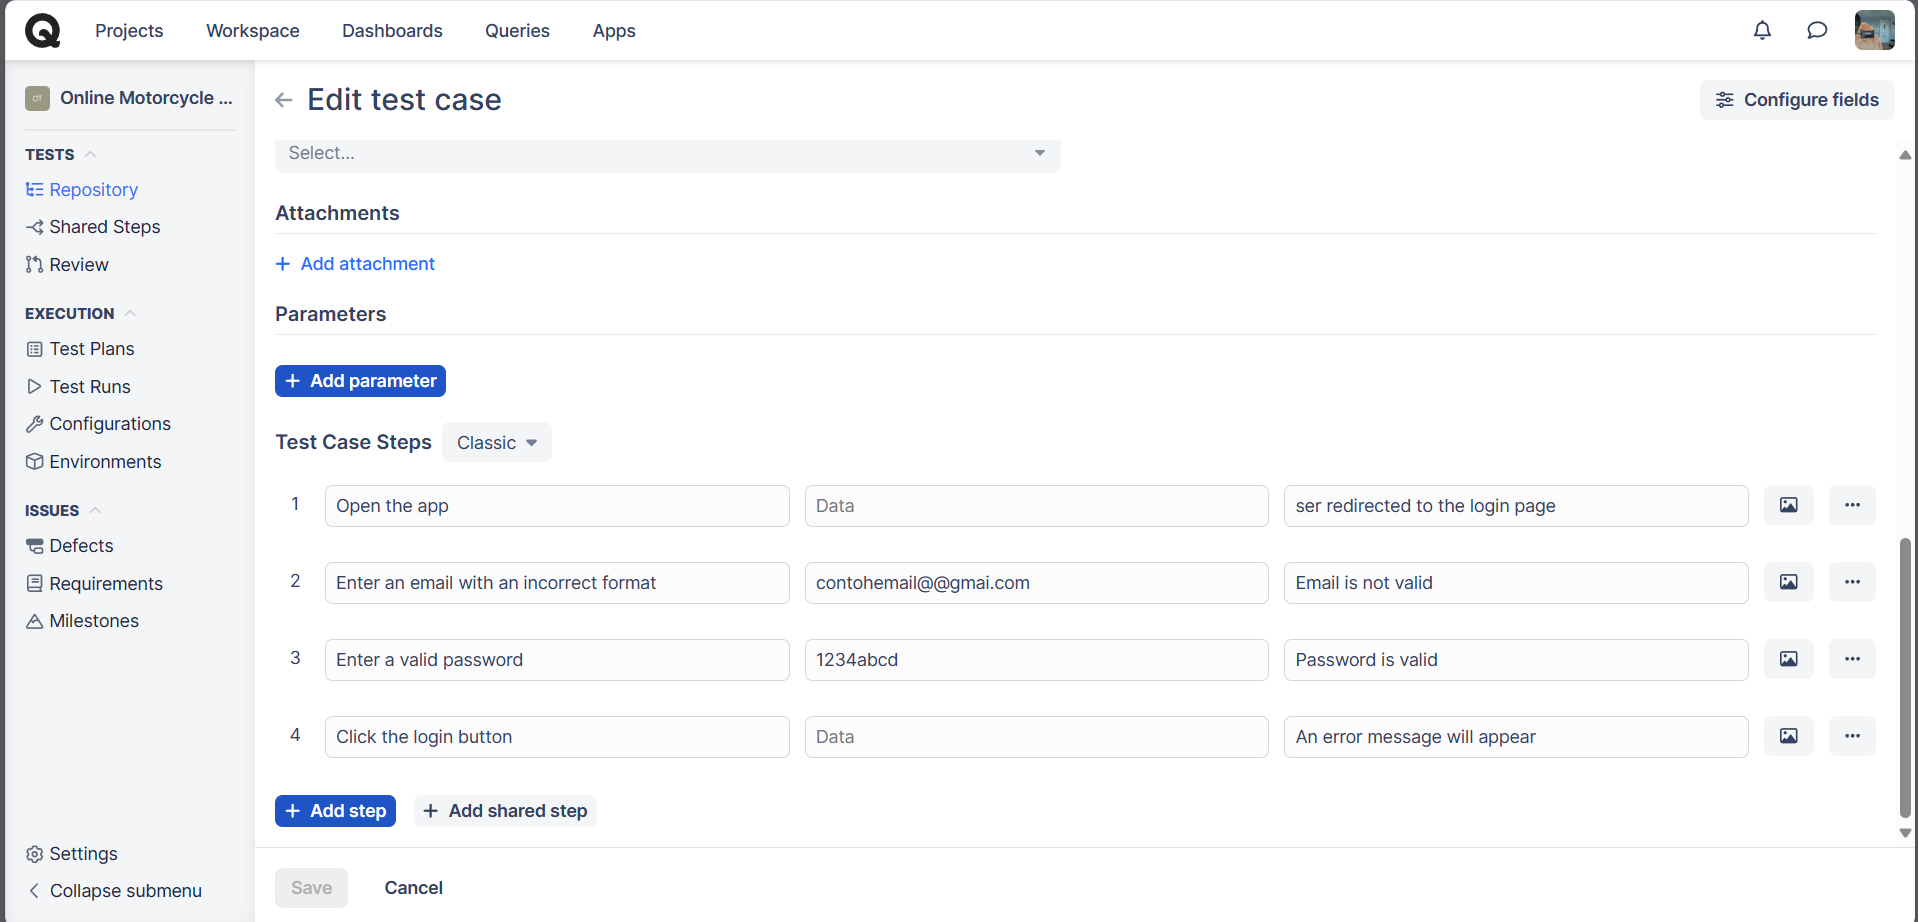 Projects Workspace Dashboards Queries Apps
OT Online Motorcycle ...
TESTS
Repository
Shared Steps
Review
EXECUTION
Test Plans
Test Runs
Configurations
Environments
ISSUES
Defects
Requirements
Milestones
Settings
Collapse submenu
Edit test case
Configure fields
Select...
Attachments
+ Add attachment
Parameters
+ Add parameter
Test Case Steps Classic
1 Open the app Data ser redirected to the login page
2 Enter an email with an incorrect format contohemail@@gmai.com Email is not valid
3 Enter a valid password 1234abcd Password is valid
4 Click the login button Data An error message will appear
+ Add step + Add shared step
Save Cancel